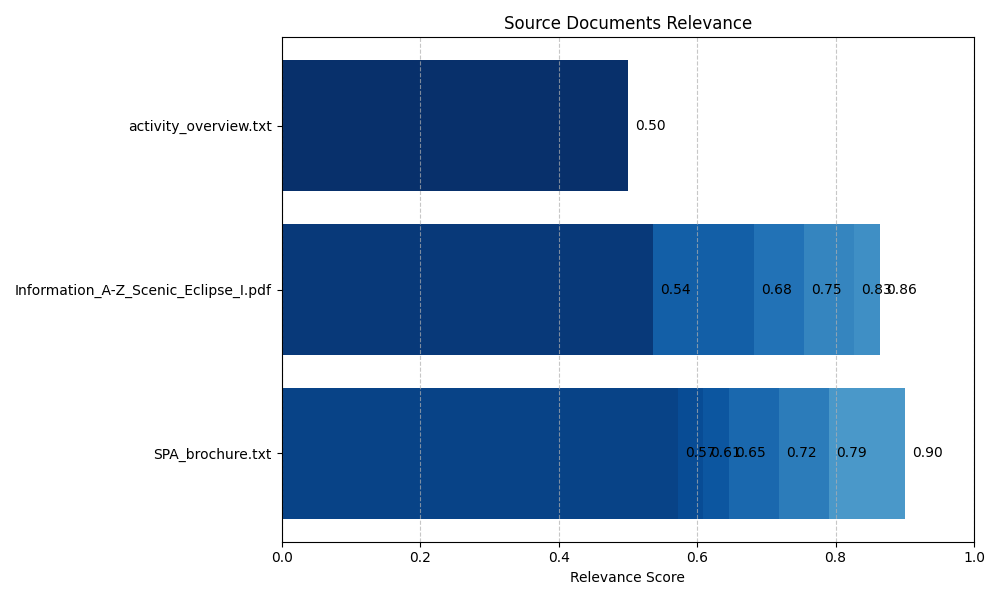 Source Documents Relevance
activity_overview.txt
0.50
Information_A-Z_Scenic_Eclipse_I.pdf
0.54 0.68 0.75 0.83 0.86
SPA_brochure.txt
0.57 0.61 0.65 0.72 0.79 0.90
0.0 0.2 0.4 0.6 0.8 1.0
Relevance Score